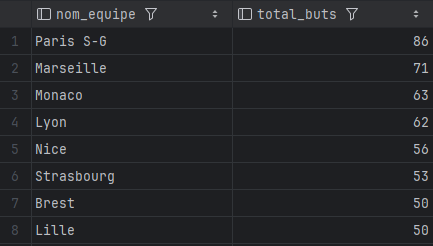 nom_equipe total_buts
1 Paris S-G 86
2 Marseille 71
3 Monaco 63
4 Lyon 62
5 Nice 56
6 Strasbourg 53
7 Brest 50
8 Lille 50